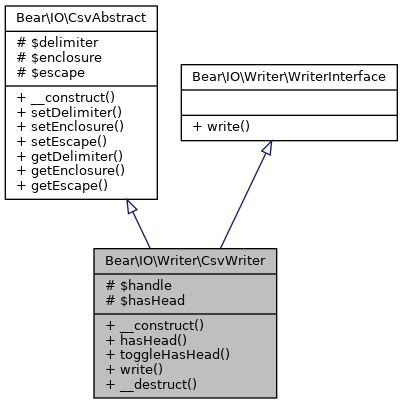 Bear\IO\CsvAbstract
# $delimiter
# $enclosure
# $escape
+ __construct()
+ setDelimiter()
+ setEnclosure()
+ setEscape()
+ getDelimiter()
+ getEnclosure()
+ getEscape()
Bear\IO\Writer\WriterInterface
+ write()
Bear\IO\Writer\CsvWriter
# $handle
# $hasHead
+ __construct()
+ hasHead()
+ toggleHasHead()
+ write()
+ __destruct()